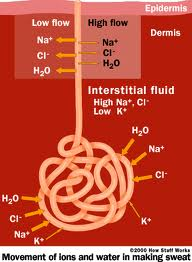 Epidermis
Dermis
Low flow High flow
Na⁺ Na⁺
Cl⁻ Cl⁻
H₂O H₂O
Interstitial fluid
High Na⁺, Cl⁻
Low K⁺
H₂O
Na⁺
Cl⁻
K⁺
H₂O
Cl⁻
Na⁺
K⁺
©2000 How Stuff Works
Movement of ions and water in making sweat